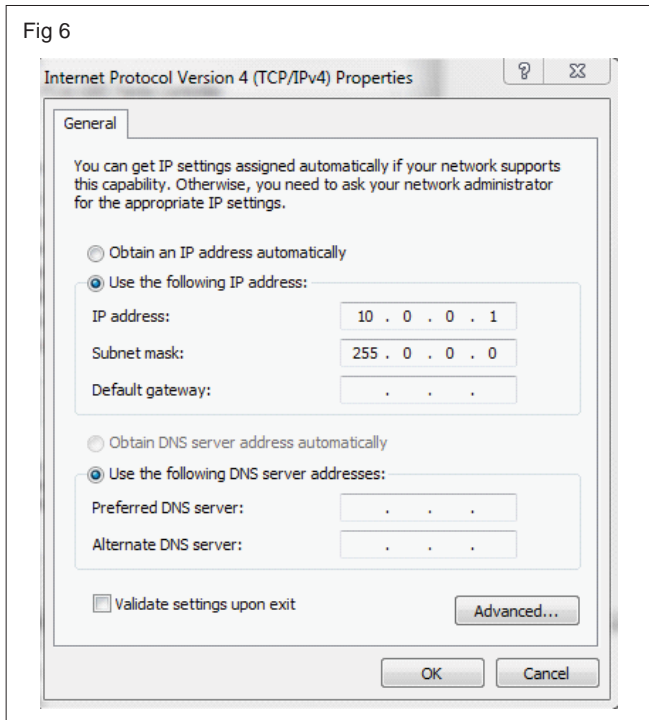 Fig 6
Internet Protocol Version 4 (TCP/IPv4) Properties
General
You can get IP settings assigned automatically if your network supports
this capability. Otherwise, you need to ask your network administrator
for the appropriate IP settings.
Obtain an IP address automatically
Use the following IP address:
IP address: 10 . 0 . 0 . 1
Subnet mask: 255 . 0 . 0 . 0
Default gateway: . . .
Obtain DNS server address automatically
Use the following DNS server addresses:
Preferred DNS server: . . .
Alternate DNS server: . . .
Validate settings upon exit
Advanced...
OK Cancel